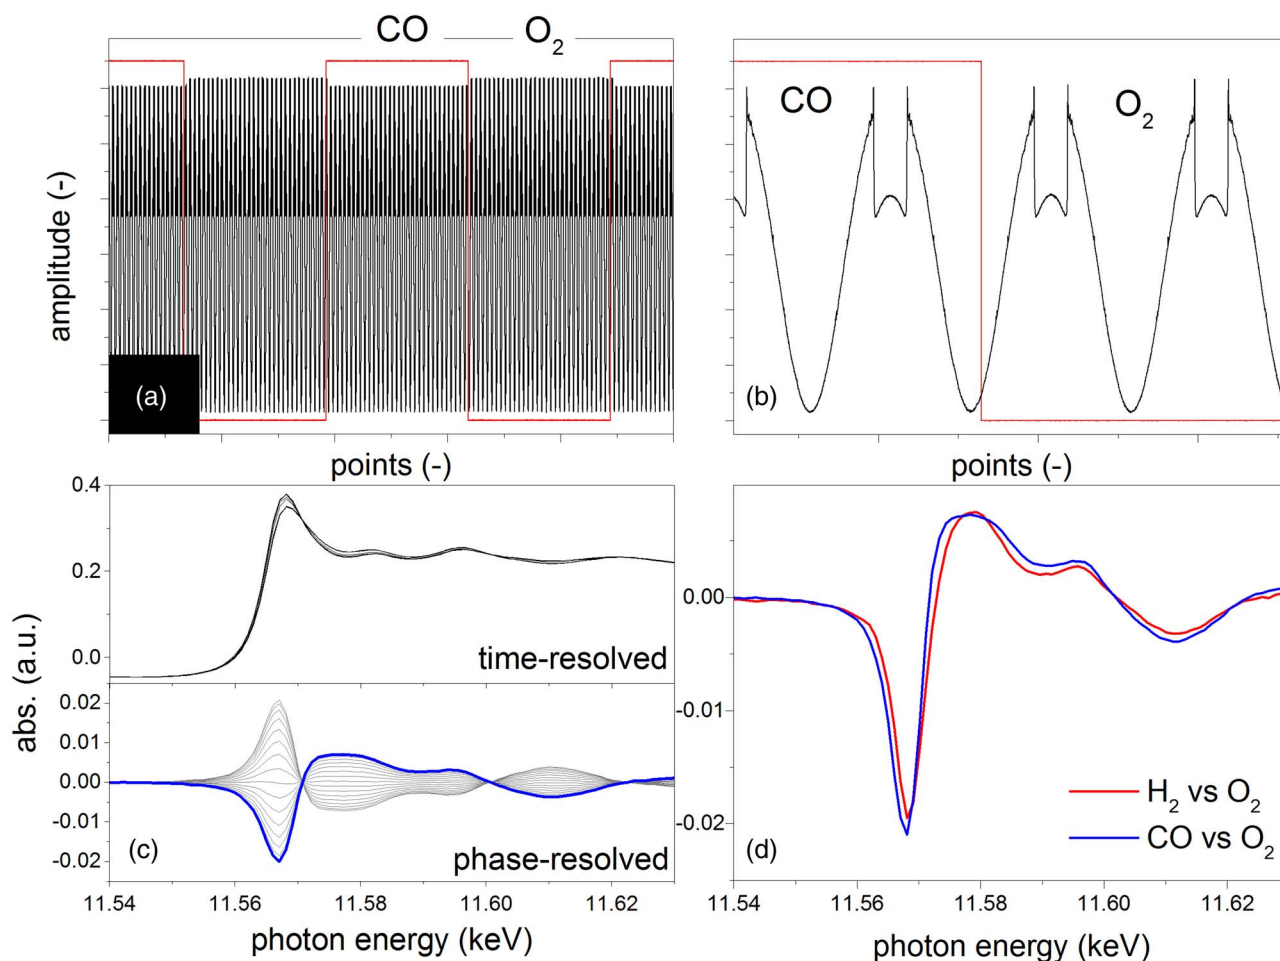 CO O₂
amplitude (-)
(a)
points (-)
CO
O₂
(b)
points (-)
abs. (a.u.)
0.4
0.2
0.0
time-resolved
0.02
0.01
0.00
-0.01
-0.02
(c)
phase-resolved
11.54 11.56 11.58 11.60 11.62
photon energy (keV)
0.00
-0.01
-0.02
H₂ vs O₂
CO vs O₂
(d)
11.54 11.56 11.58 11.60 11.62
photon energy (keV)